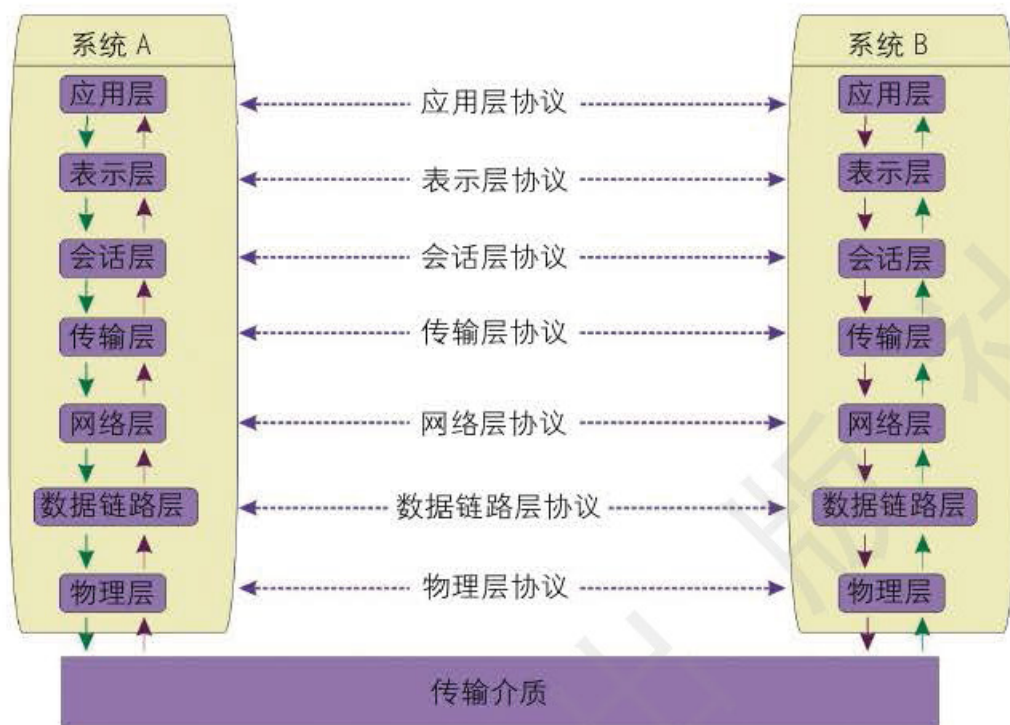 系统 A 系统 B
应用层 应用层协议 应用层
表示层 表示层协议 表示层
会话层 会话层协议 会话层
传输层 传输层协议 传输层
网络层 网络层协议 网络层
数据链路层 数据链路层协议 数据链路层
物理层 物理层协议 物理层
传输介质
出版社